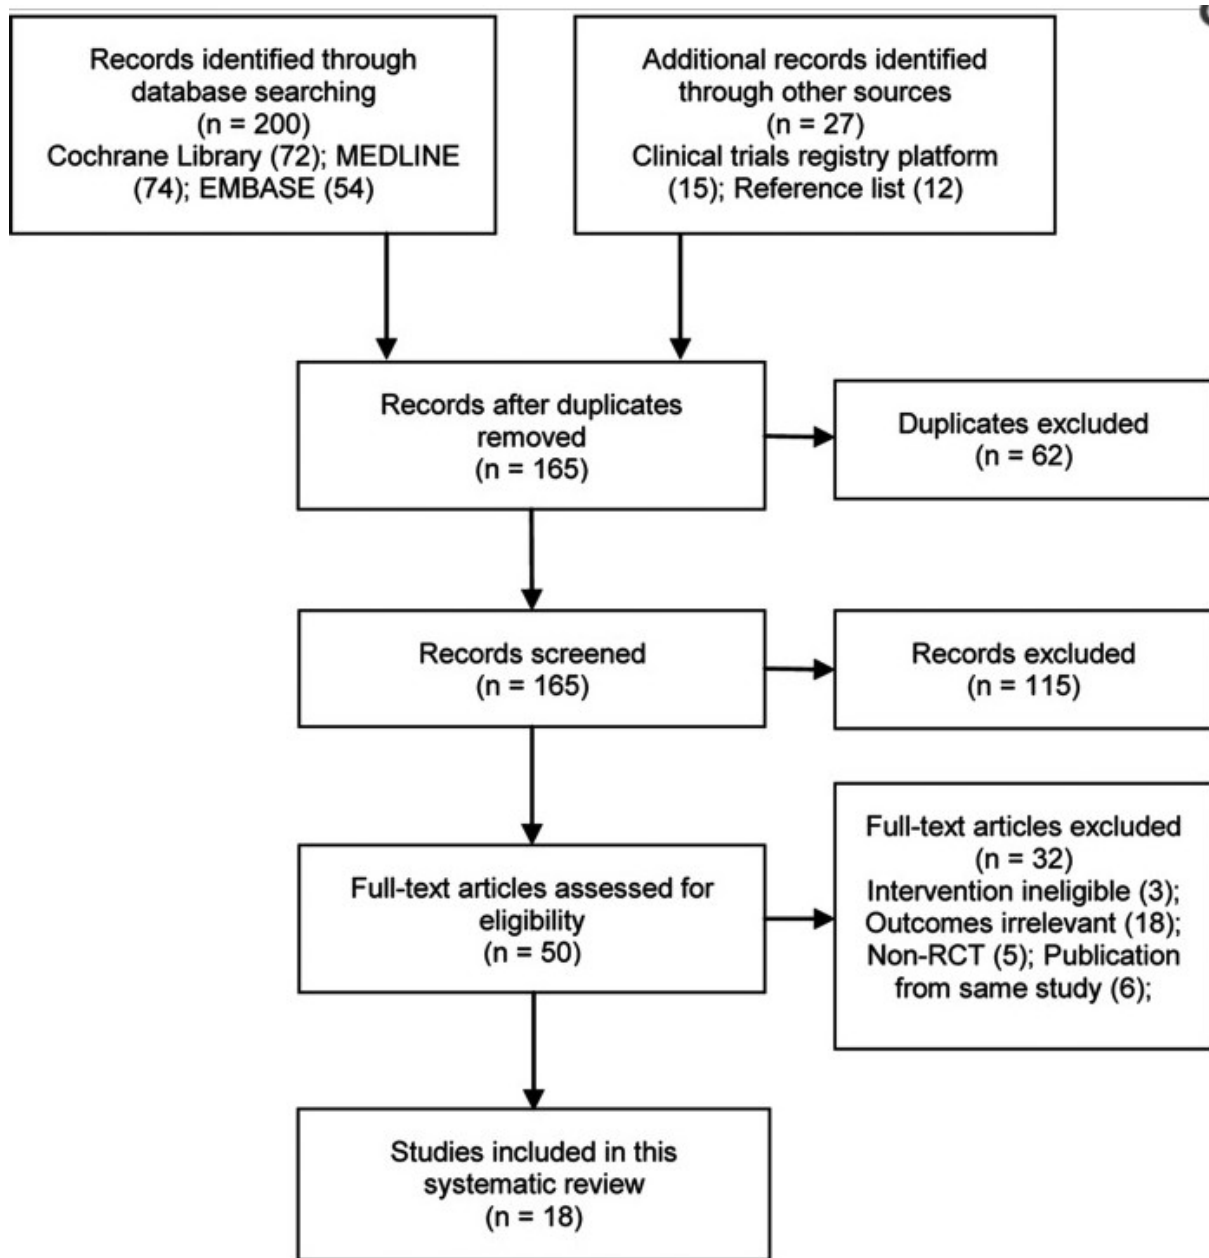 Records identified through
database searching
(n = 200)
Cochrane Library (72); MEDLINE
(74); EMBASE (54)
Additional records identified
through other sources
(n = 27)
Clinical trials registry platform
(15); Reference list (12)
Records after duplicates
removed
(n = 165)
Duplicates excluded
(n = 62)
Records screened
(n = 165)
Records excluded
(n = 115)
Full-text articles assessed for
eligibility
(n = 50)
Full-text articles excluded
(n = 32)
Intervention ineligible (3);
Outcomes irrelevant (18);
Non-RCT (5); Publication
from same study (6);
Studies included in this
systematic review
(n = 18)